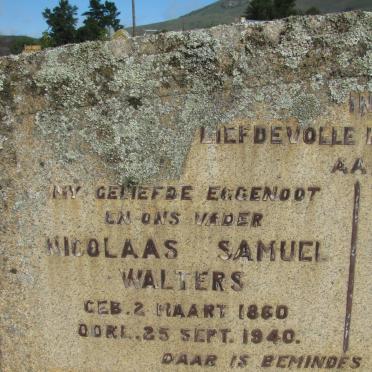 IN
LIEFDEVOLLE
AA
MY GELIEFDE EGGENOOT
EN ONS VADER
NICOLAAS SAMUEL
WALTERS
GEB. 2 MAART 1860
OORL. 25 SEPT. 1940.
DAAR IS BEMINDES